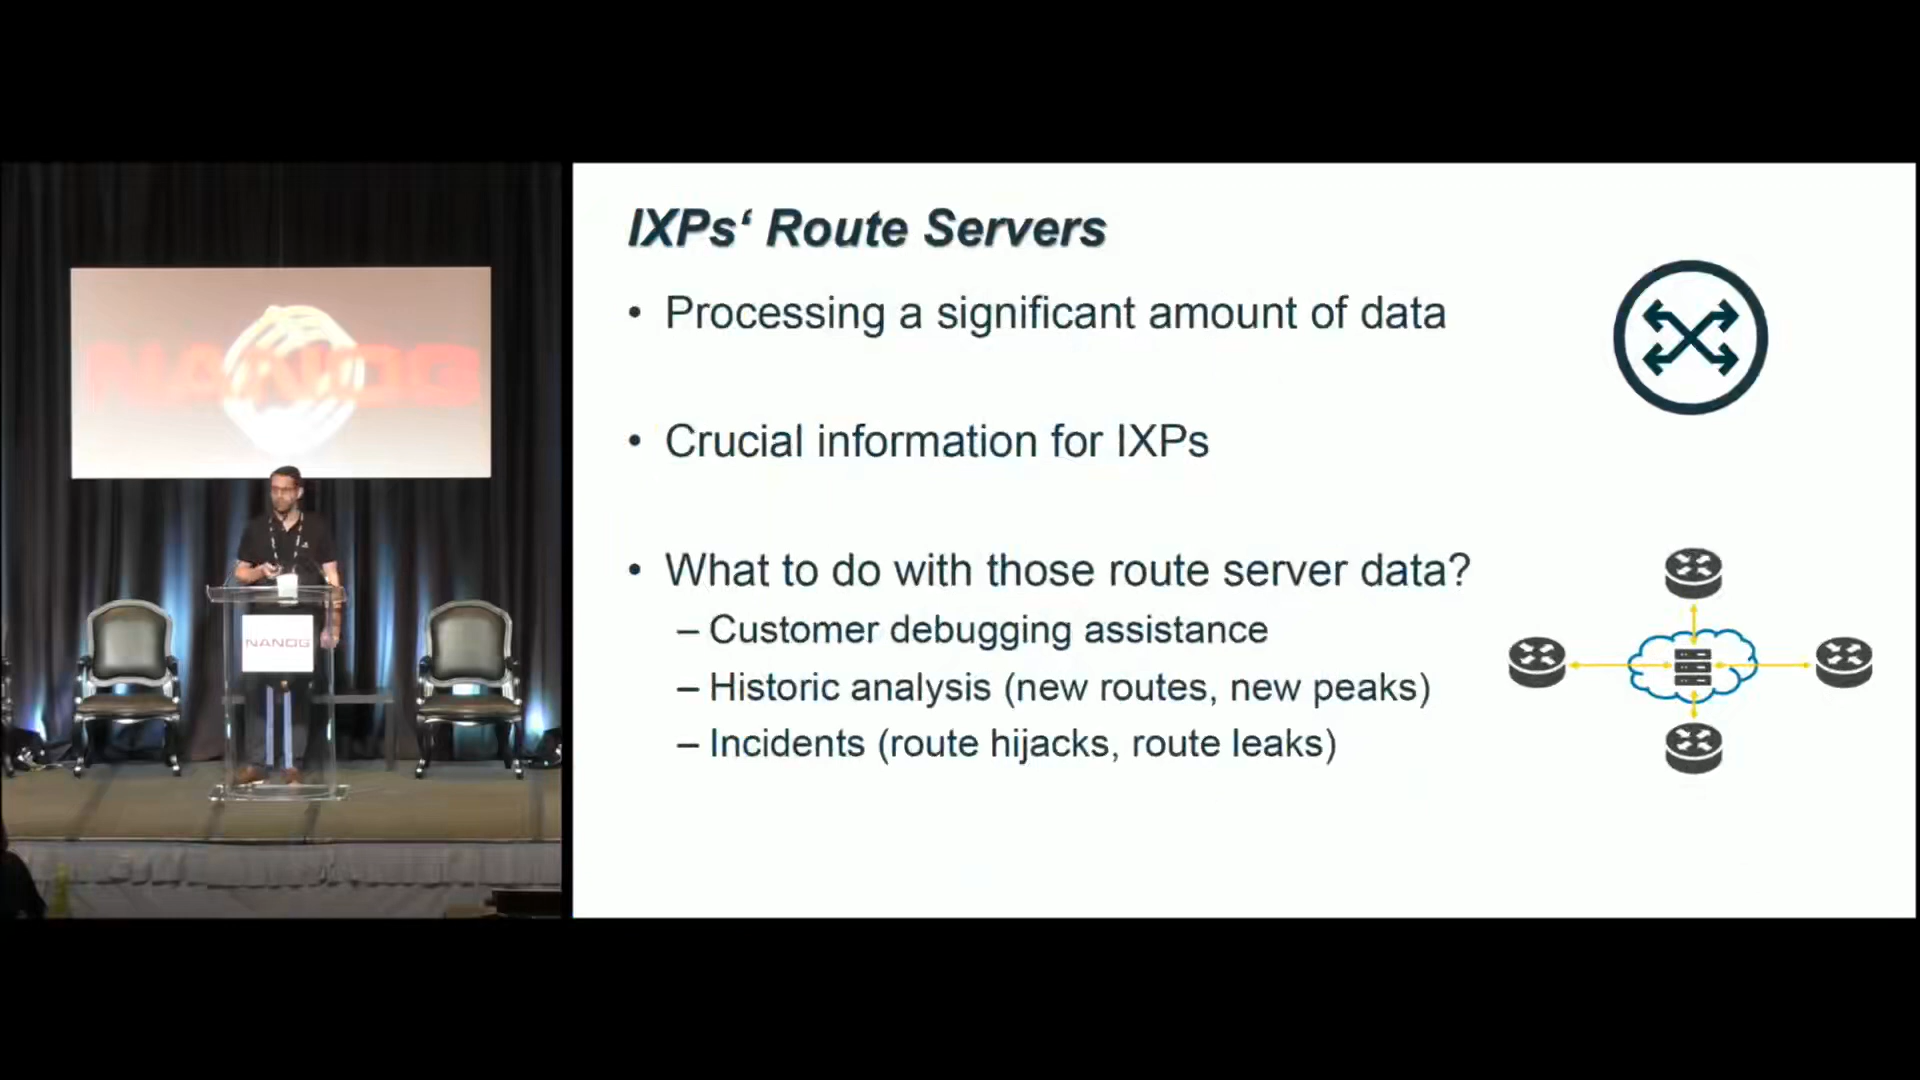 NANOG
NANOG
IXPs‘ Route Servers
• Processing a significant amount of data
• Crucial information for IXPs
• What to do with those route server data?
– Customer debugging assistance
– Historic analysis (new routes, new peaks)
– Incidents (route hijacks, route leaks)